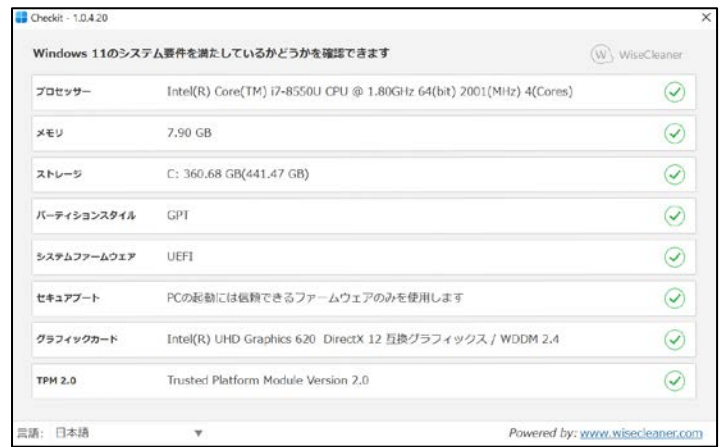 Checkit - 1.0.4.20
Windows 11のシステム要件を満たしているかどうかを確認できます
W WiseCleaner
プロセッサー Intel(R) Core(TM) i7-8550U CPU @ 1.80GHz 64(bit) 2001(MHz) 4(Cores)
メモリ 7.90 GB
ストレージ C: 360.68 GB(441.47 GB)
パーティションスタイル GPT
システムファームウェア UEFI
セキュアブート PCの起動には信頼できるファームウェアのみを使用します
グラフィックカード Intel(R) UHD Graphics 620 DirectX 12 互換グラフィックス / WDDM 2.4
TPM 2.0 Trusted Platform Module Version 2.0
言語: 日本語
Powered by: www.wisecleaner.com